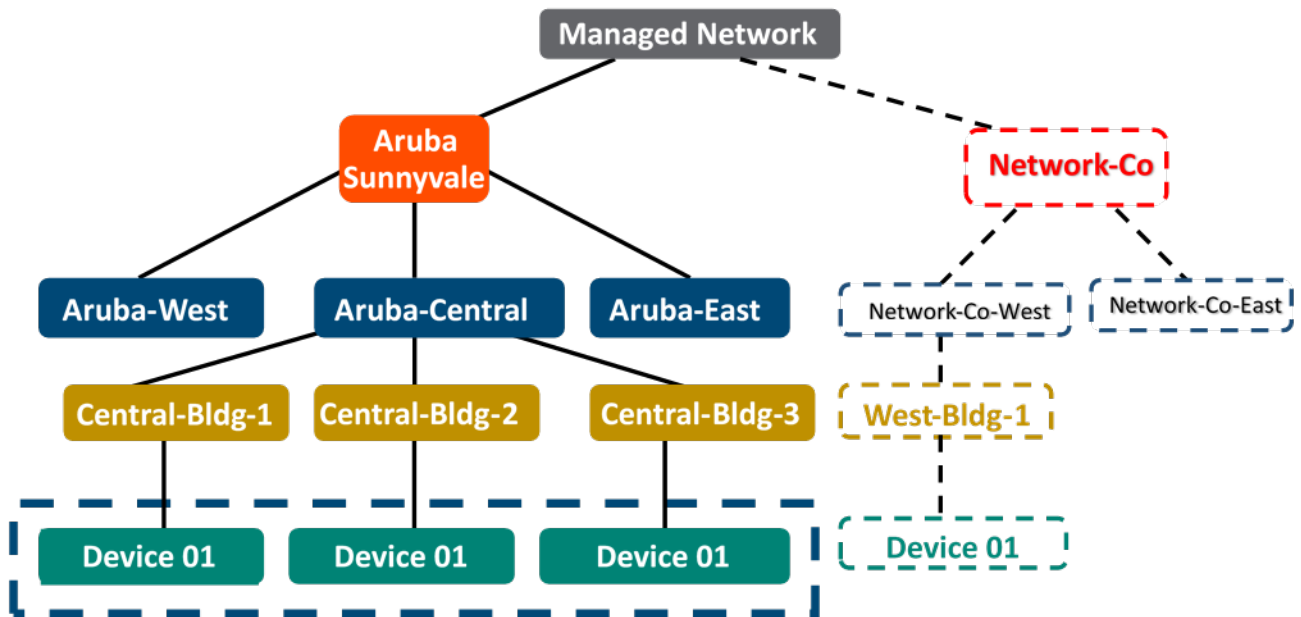 Managed Network
Aruba
Sunnyvale
Network-Co
Aruba-West
Aruba-Central
Aruba-East
Network-Co-West
Network-Co-East
Central-Bldg-1
Central-Bldg-2
Central-Bldg-3
West-Bldg-1
Device 01
Device 01
Device 01
Device 01